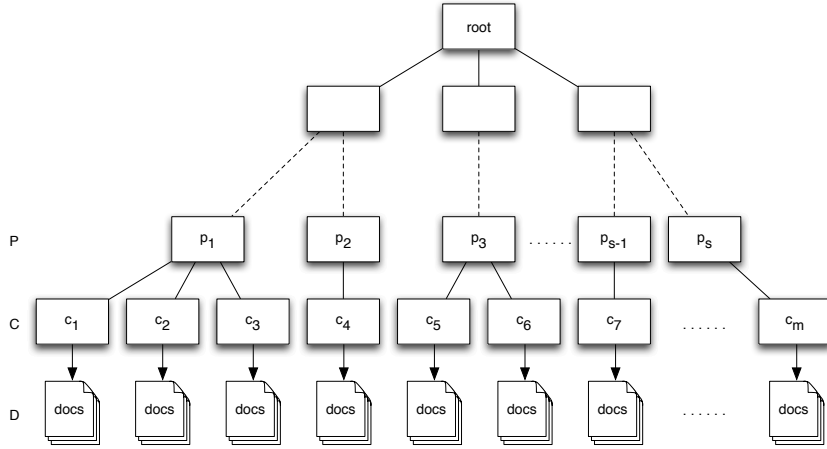 root
P p1 p2 p3 ...... ps-1 ps
C c1 c2 c3 c4 c5 c6 c7 ...... cm
D docs docs docs docs docs docs docs ...... docs